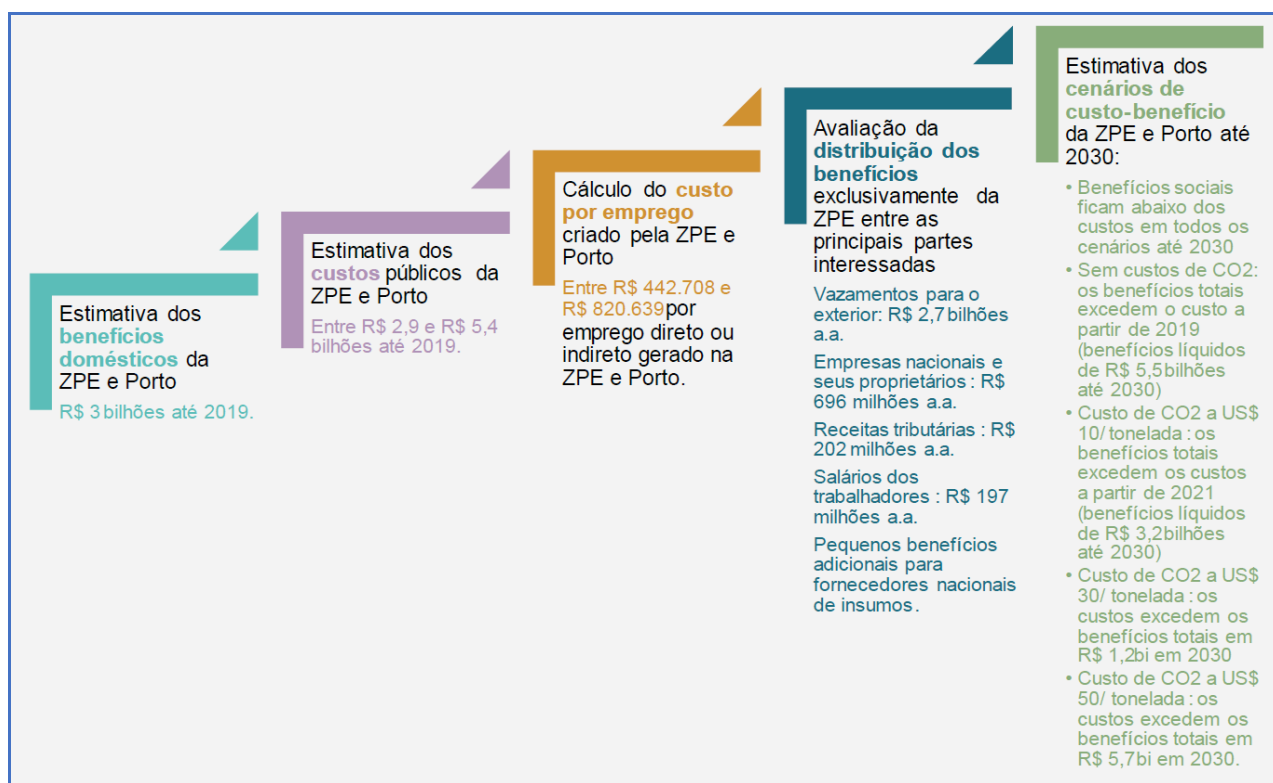 Estimativa dos
benefícios
domésticos da
ZPE e Porto
R$ 3 bilhões até 2019.
Estimativa dos
custos públicos da
ZPE e Porto
Entre R$ 2,9 e R$ 5,4
bilhões até 2019.
Cálculo do custo
por emprego
criado pela ZPE e
Porto
Entre R$ 442.708 e
R$ 820.639 por
emprego direto ou
indireto gerado na
ZPE e Porto.
Avaliação da
distribuição dos
benefícios
exclusivamente da
ZPE entre as
principais partes
interessadas
Vazamentos para o
exterior: R$ 2,7 bilhões
a.a.
Empresas nacionais e
seus proprietários : R$
696 milhões a.a.
Receitas tributárias : R$
202 milhões a.a.
Salários dos
trabalhadores : R$ 197
milhões a.a.
Pequenos benefícios
adicionais para
fornecedores nacionais
de insumos.
Estimativa dos
cenários de
custo-benefício
da ZPE e Porto até
2030:
• Benefícios sociais
ficam abaixo dos
custos em todos os
cenários até 2030
• Sem custos de CO2:
os benefícios totais
excedem o custo a
partir de 2019
(benefícios líquidos
de R$ 5,5bilhões
até 2030)
• Custo de CO2 a US$
10/ tonelada : os
benefícios totais
excedem os custos
a partir de 2021
(benefícios líquidos
de R$ 3,2bilhões
até 2030)
• Custo de CO2 a US$
30/ tonelada : os
custos excedem os
benefícios totais em
R$ 1,2bi em 2030
• Custo de CO2 a US$
50/ tonelada : os
custos excedem os
benefícios totais em
R$ 5,7bi em 2030.